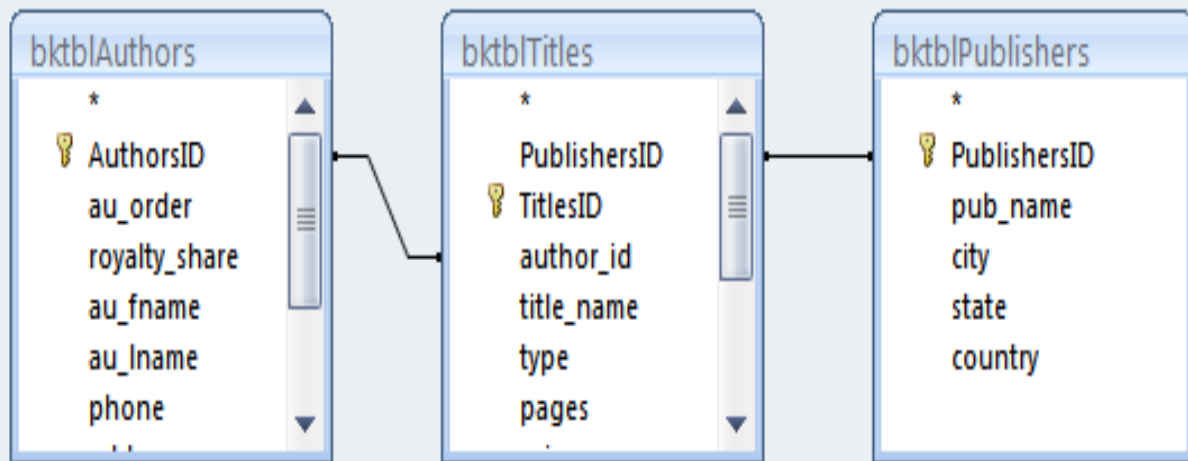 bktblAuthors
*
AuthorsID
au_order
royalty_share
au_fname
au_lname
phone
bktblTitles
*
PublishersID
TitlesID
author_id
title_name
type
pages
bktblPublishers
*
PublishersID
pub_name
city
state
country